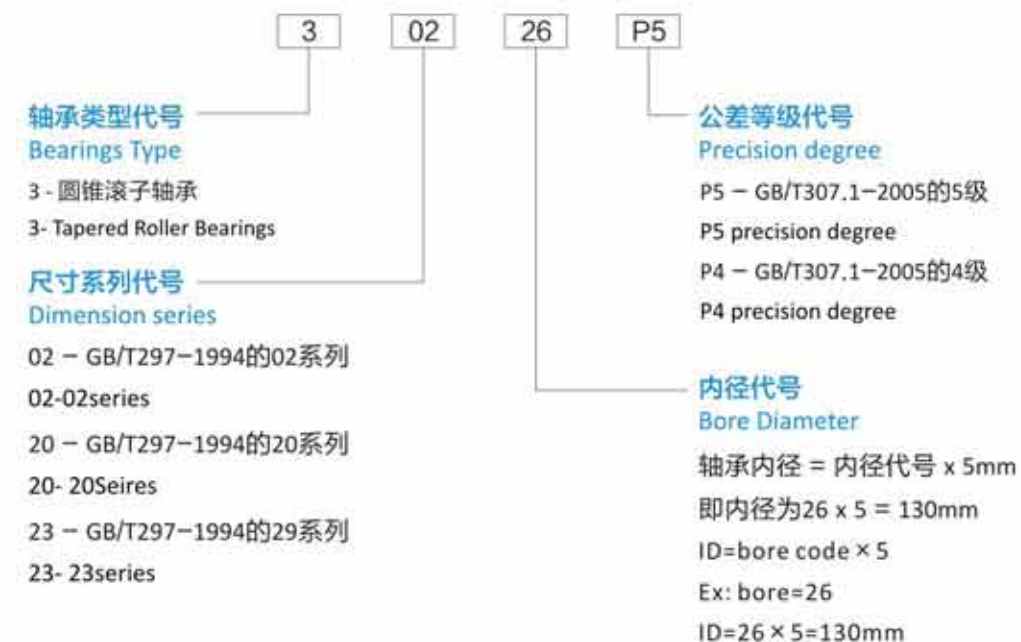 3 02 26 P5
轴承类型代号
Bearings Type
3 - 圆锥滚子轴承
3- Tapered Roller Bearings
尺寸系列代号
Dimension series
02 - GB/T297-1994的02系列
02-02series
20 - GB/T297-1994的20系列
20- 20Seires
23 - GB/T297-1994的29系列
23- 23series
公差等级代号
Precision degree
P5 - GB/T307.1-2005的5级
P5 precision degree
P4 - GB/T307.1-2005的4级
P4 precision degree
内径代号
Bore Diameter
轴承内径 = 内径代号 x 5mm
即内径为26 x 5 = 130mm
ID=bore code × 5
Ex: bore=26
ID=26 × 5=130mm